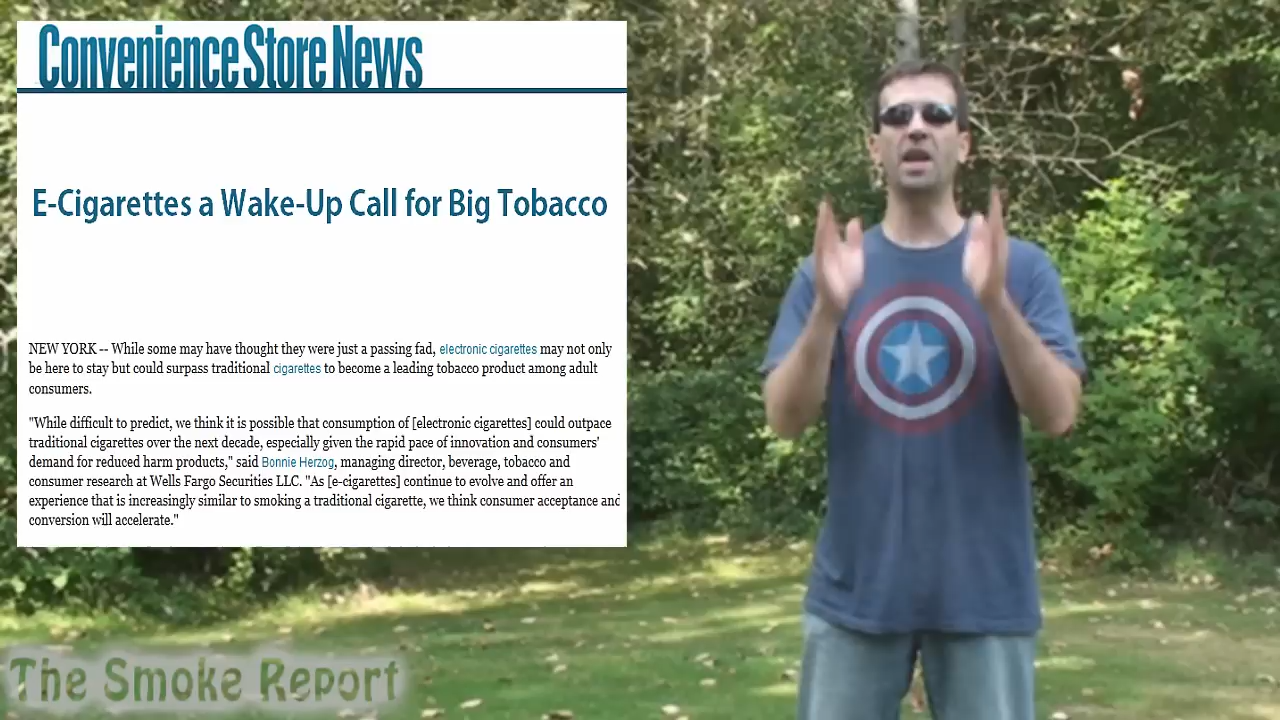 Convenience Store News
E-Cigarettes a Wake-Up Call for Big Tobacco
NEW YORK -- While some may have thought they were just a passing fad, electronic cigarettes may not only
be here to stay but could surpass traditional cigarettes to become a leading tobacco product among adult
consumers.
"While difficult to predict, we think it is possible that consumption of [electronic cigarettes] could outpace
traditional cigarettes over the next decade, especially given the rapid pace of innovation and consumers'
demand for reduced harm products," said Bonnie Herzog, managing director, beverage, tobacco and
consumer research at Wells Fargo Securities LLC. "As [e-cigarettes] continue to evolve and offer an
experience that is increasingly similar to smoking a traditional cigarette, we think consumer acceptance and
conversion will accelerate."
The Smoke Report